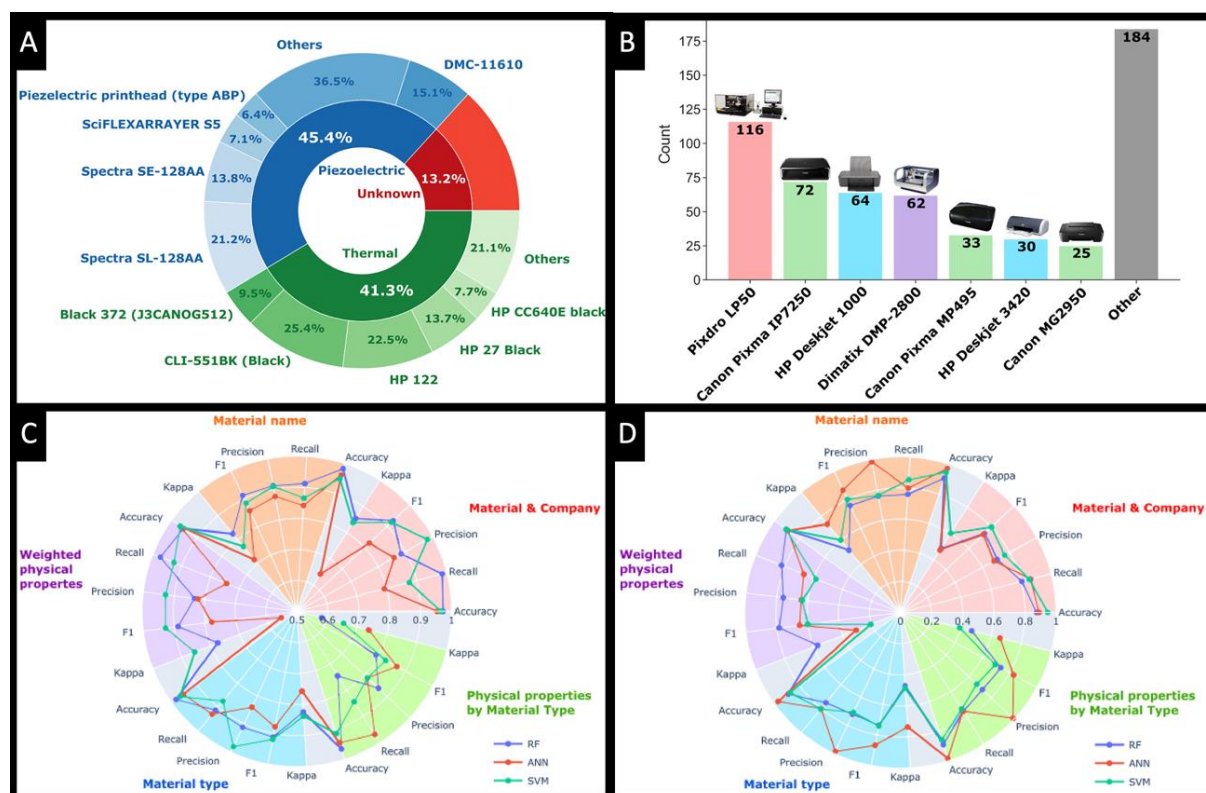 A
Others
DMC-11610
36.5%
15.1%
Piezelectric printhead (type ABP)
6.4%
SciFLEXARRAYER S5
7.1%
45.4%
Spectra SE-128AA
13.8%
Piezoelectric
Unknown
13.2%
Spectra SL-128AA
21.2%
Thermal
41.3%
21.1%
Others
Black 372 (J3CANOG512)
9.5%
7.7%
HP CC640E black
CLI-551BK (Black)
25.4%
22.5%
13.7%
HP 27 Black
HP 122
B
Count
175
150
125
100
75
50
25
0
116
72
64
62
33
30
25
184
Pixdro LP50
Canon Pixma IP7250
HP Deskjet 1000
Dimatix DMP-2800
Canon Pixma MP495
HP Deskjet 3420
Canon MG2950
Other
C
Material name
Recall
Precision
Accuracy
F1
Kappa
Kappa
F1
Material & Company
Accuracy
Precision
Weighted
physical
propertes
Recall
Recall
Precision
Accuracy
0.5
0.6
0.7
0.8
0.9
1
F1
Kappa
Kappa
F1
Accuracy
Physical properties
by Material Type
Precision
Recall
Recall
Precision
Accuracy
F1
Kappa
Material type
RF
ANN
SVM
D
Material name
Recall
Precision
Accuracy
F1
Kappa
Kappa
F1
Material & Company
Accuracy
Precision
Weighted
physical
propertes
Recall
Recall
Precision
Accuracy
0
0.2
0.4
0.6
0.8
1
F1
Kappa
Kappa
F1
Accuracy
Physical properties
by Material Type
Precision
Recall
Recall
Precision
Accuracy
F1
Kappa
Material type
RF
ANN
SVM